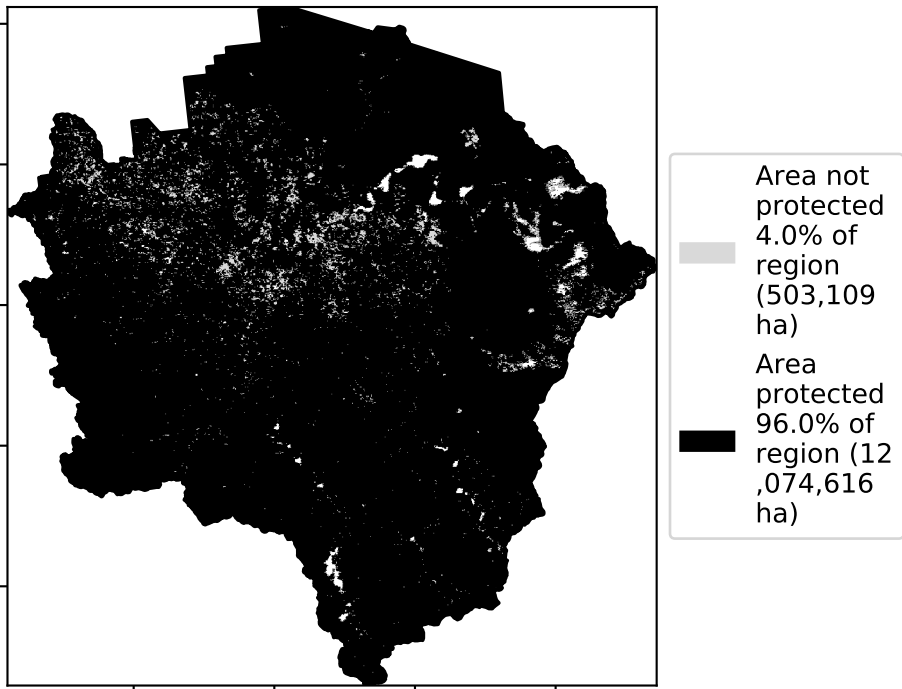 Area not
protected
4.0% of
region
(503,109
ha)
Area
protected
96.0% of
region (12
,074,616
ha)